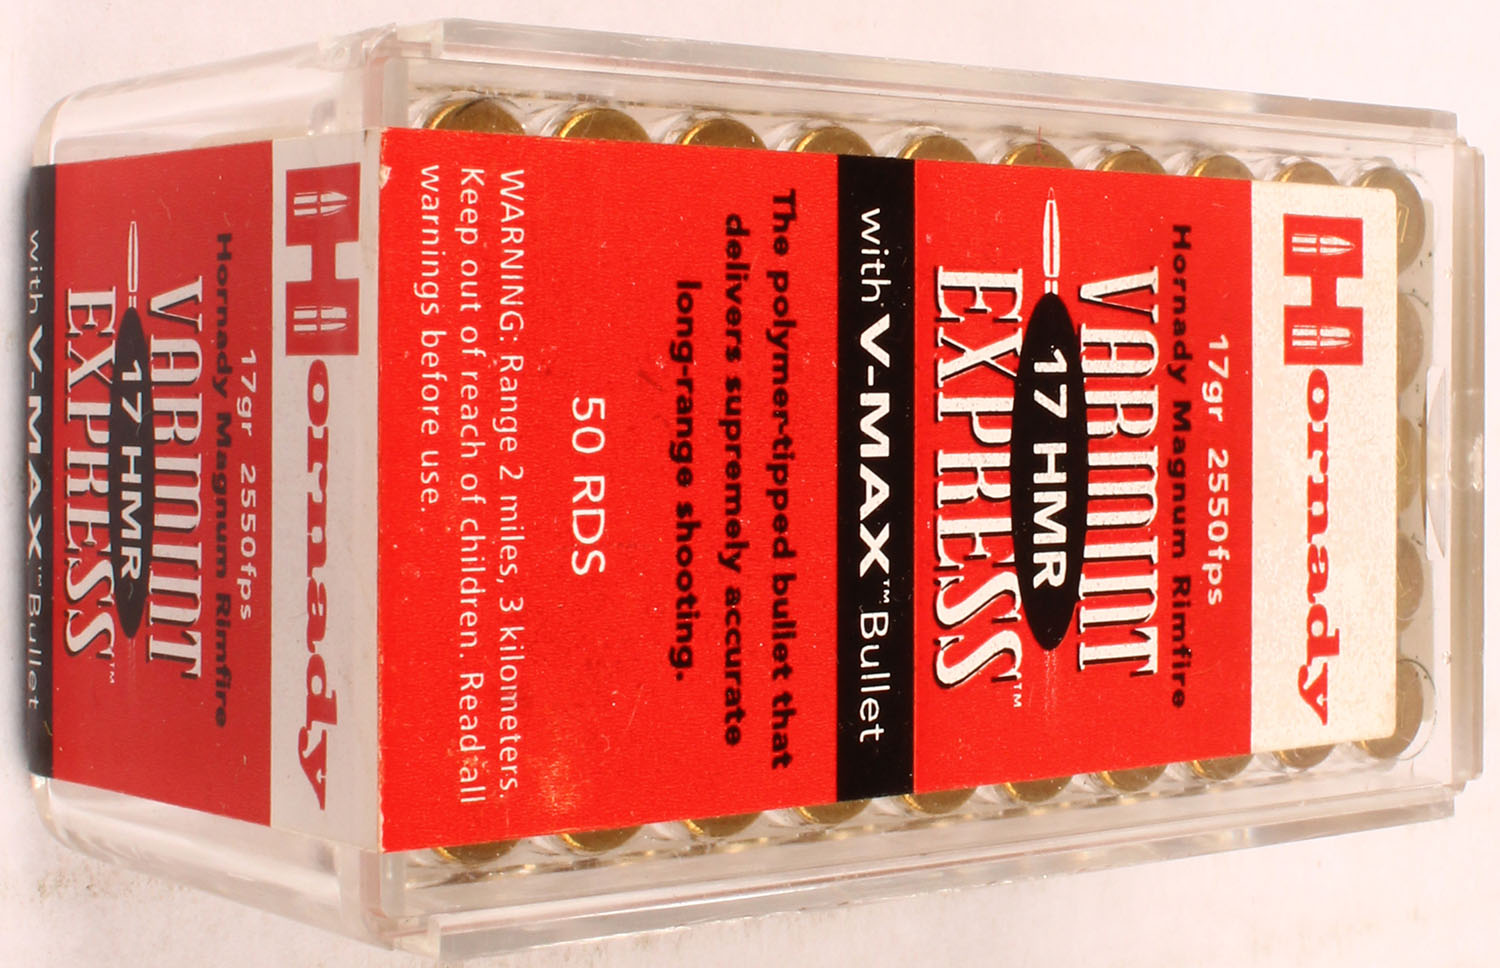 Hornady
17gr 2550fps
Hornady Magnum Rimfire
VARMINT
17 HMR
EXPRESS™
with V-MAX™ Bullet
The polymer-tipped bullet that
delivers supremely accurate
long-range shooting.
50 RDS
WARNING: Range 2 miles, 3 kilometers.
Keep out of reach of children. Read all
warnings before use.
Hornady
17gr 2550fps
Hornady Magnum Rimfire
VARMINT
17 HMR
EXPRESS™
with V-MAX™ Bullet